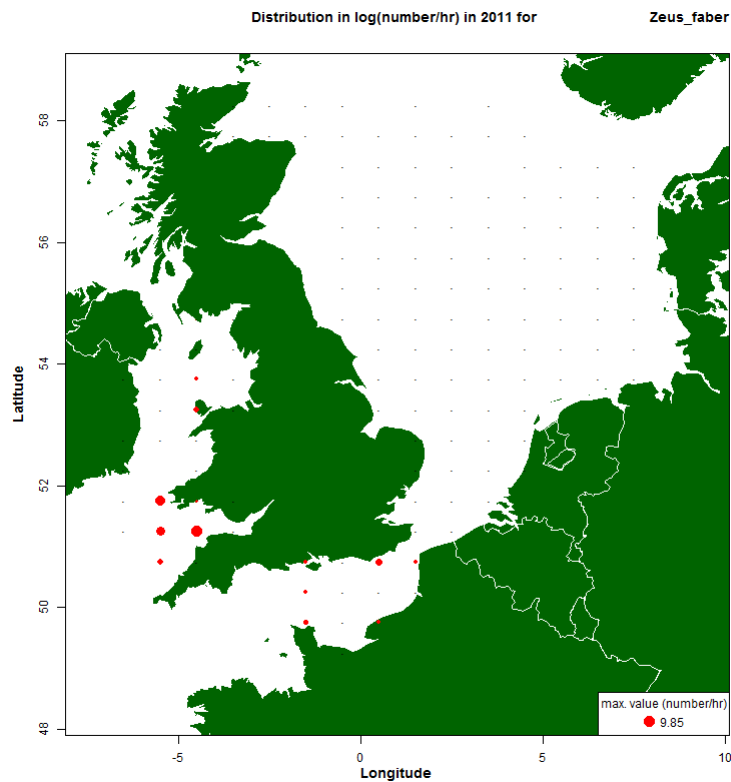 Distribution in log(number/hr) in 2011 for Zeus_faber
58
56
54
52
50
48
Latitude
-5 0 5 10
Longitude
max. value (number/hr)
9.85